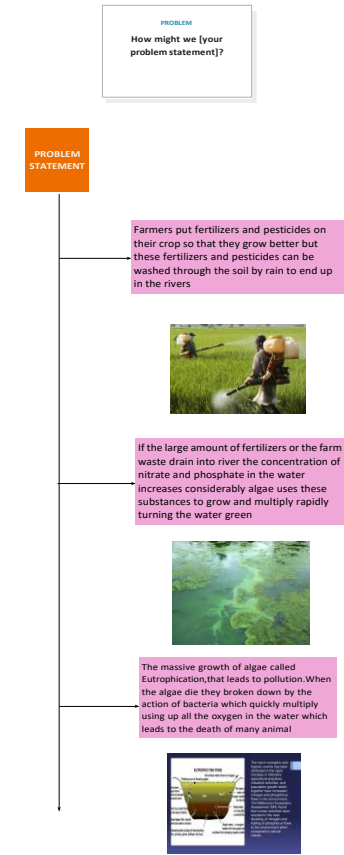 PROBLEM
How might we [your
problem statement]?
PROBLEM
STATEMENT
Farmers put fertilizers and pesticides on
their crop so that they grow better but
these fertilizers and pesticides can be
washed through the soil by rain to end up
in the rivers
If the large amount of fertilizers or the farm
waste drain into river the concentration of
nitrate and phosphate in the water
increases considerably algae uses these
substances to grow and multiply rapidly
turning the water green
The massive growth of algae called
Eutrophication,that leads to pollution.When
the algae die they broken down by the
action of bacteria which quickly multiply
using up all the oxygen in the water which
leads to the death of many animal